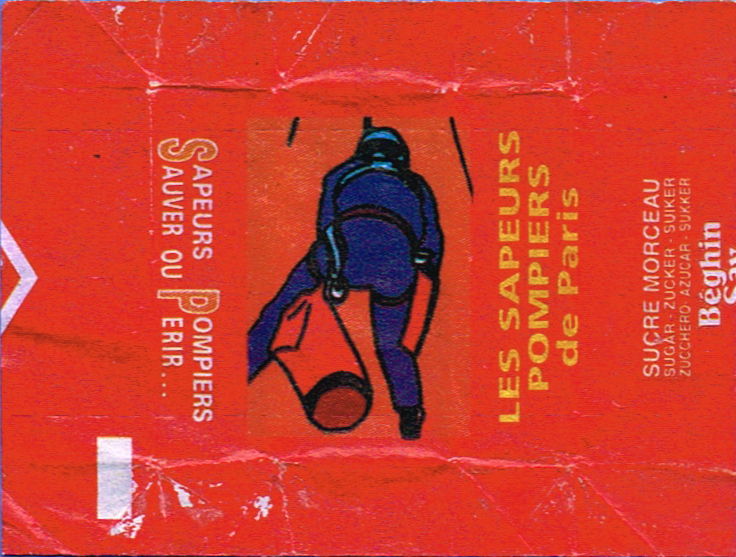 SAPEURS POMPIERS
SAUVER OU PERIR...
LES SAPEURS
POMPIERS
de Paris
SUCRE MORCEAU
SUGAR - ZUCKER - SUIKER
ZUCCHERO - AZUCAR - SUKKER
Béghin
Say